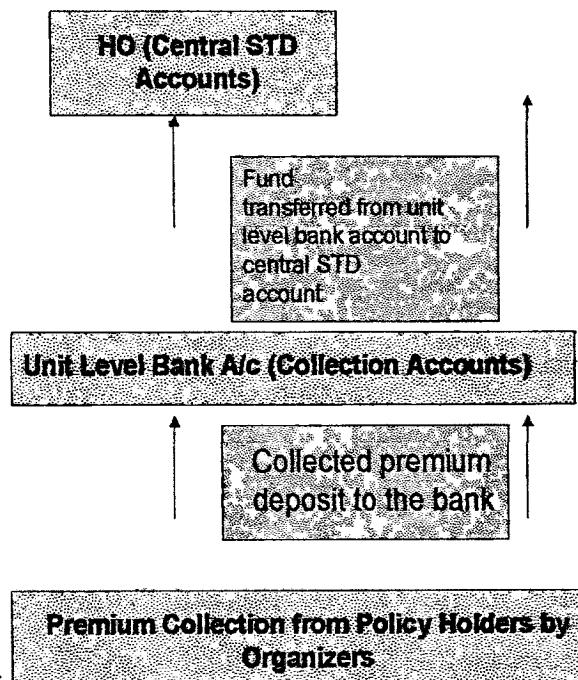 HO (Central STD
Accounts)
Fund
transferred from unit
level bank account to
central STD
account.
Unit Level Bank A/c (Collection Accounts)
Collected premium
deposit to the bank
Premium Collection from Policy Holders by
Organizers